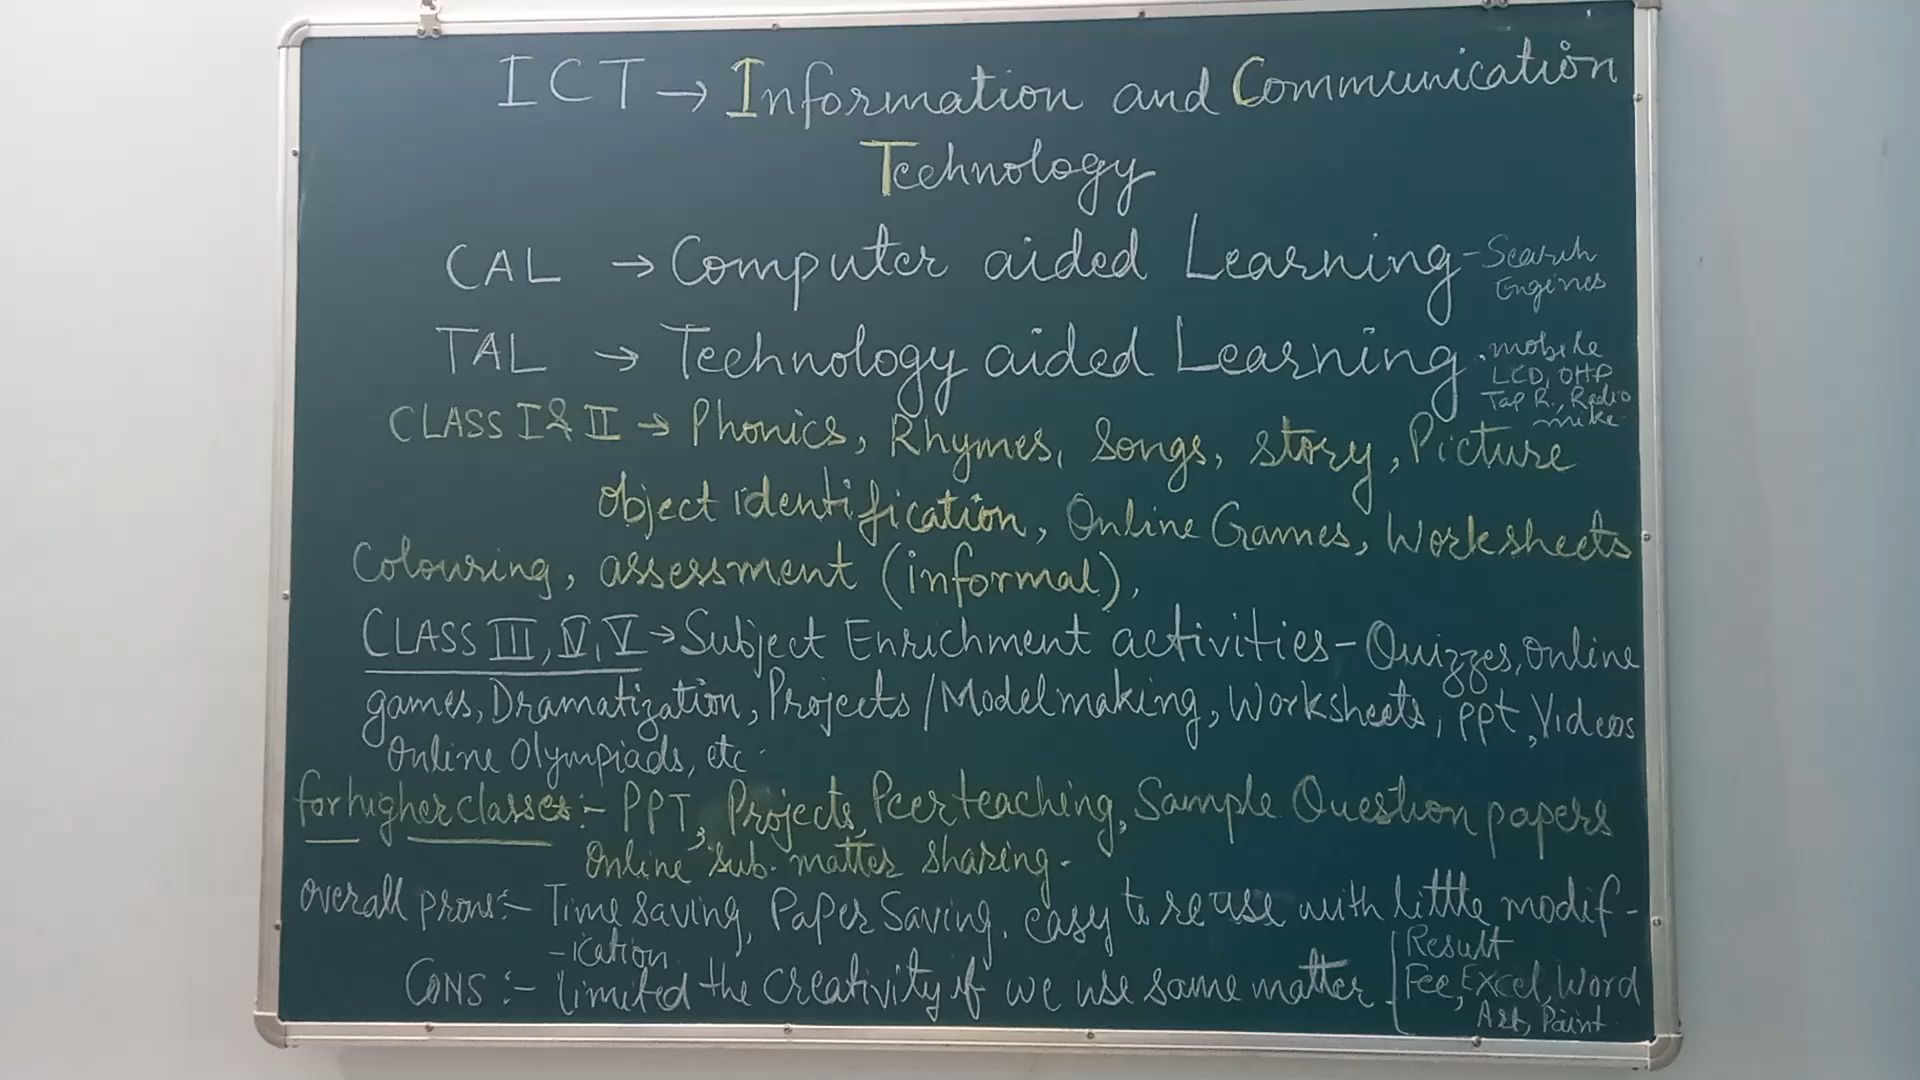 ICT → Information and Communication
Technology
CAL → Computer aided Learning - Search
Engines
TAL → Technology aided Learning . mobile
LCD, OHP
Tap R., Radio
mike.
CLASS I & II → Phonics, Rhymes, Songs, story, Picture
object identification, Online Games, Worksheets
Colouring, assessment (informal),
CLASS III, IV, V → Subject Enrichment activities - Quizzes, Online
games, Dramatization, Projects / Model making, Worksheets, PPt, Videos
Online Olympiads, etc.
for higher classes :- PPT, Projects, Peer teaching, Sample Question papers
Online sub. matter sharing.
overall prons :- Time saving, Paper Saving, easy to reuse with little modif-
-ication.
CONS :- limited the creativity if we use same matter
Result
Fee, Excel, Word
Art, Paint.